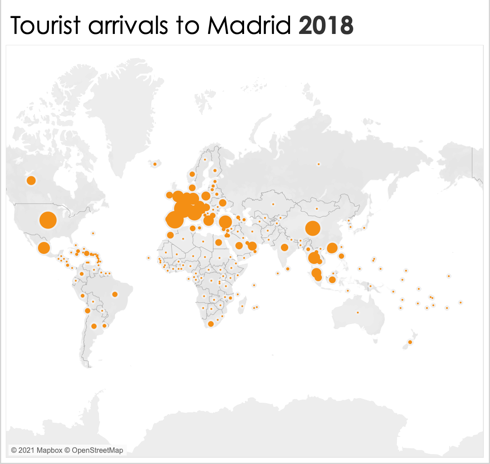 Tourist arrivals to Madrid 2018
© 2021 Mapbox © OpenStreetMap